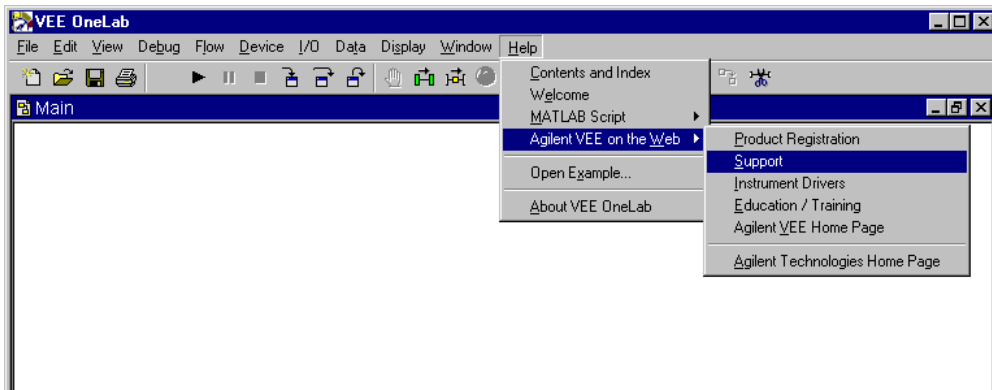 VEE OneLab
File Edit View Debug Flow Device I/O Data Display Window Help
Main
Contents and Index
Welcome
MATLAB Script
Agilent VEE on the Web
Open Example...
About VEE OneLab
Product Registration
Support
Instrument Drivers
Education / Training
Agilent VEE Home Page
Agilent Technologies Home Page